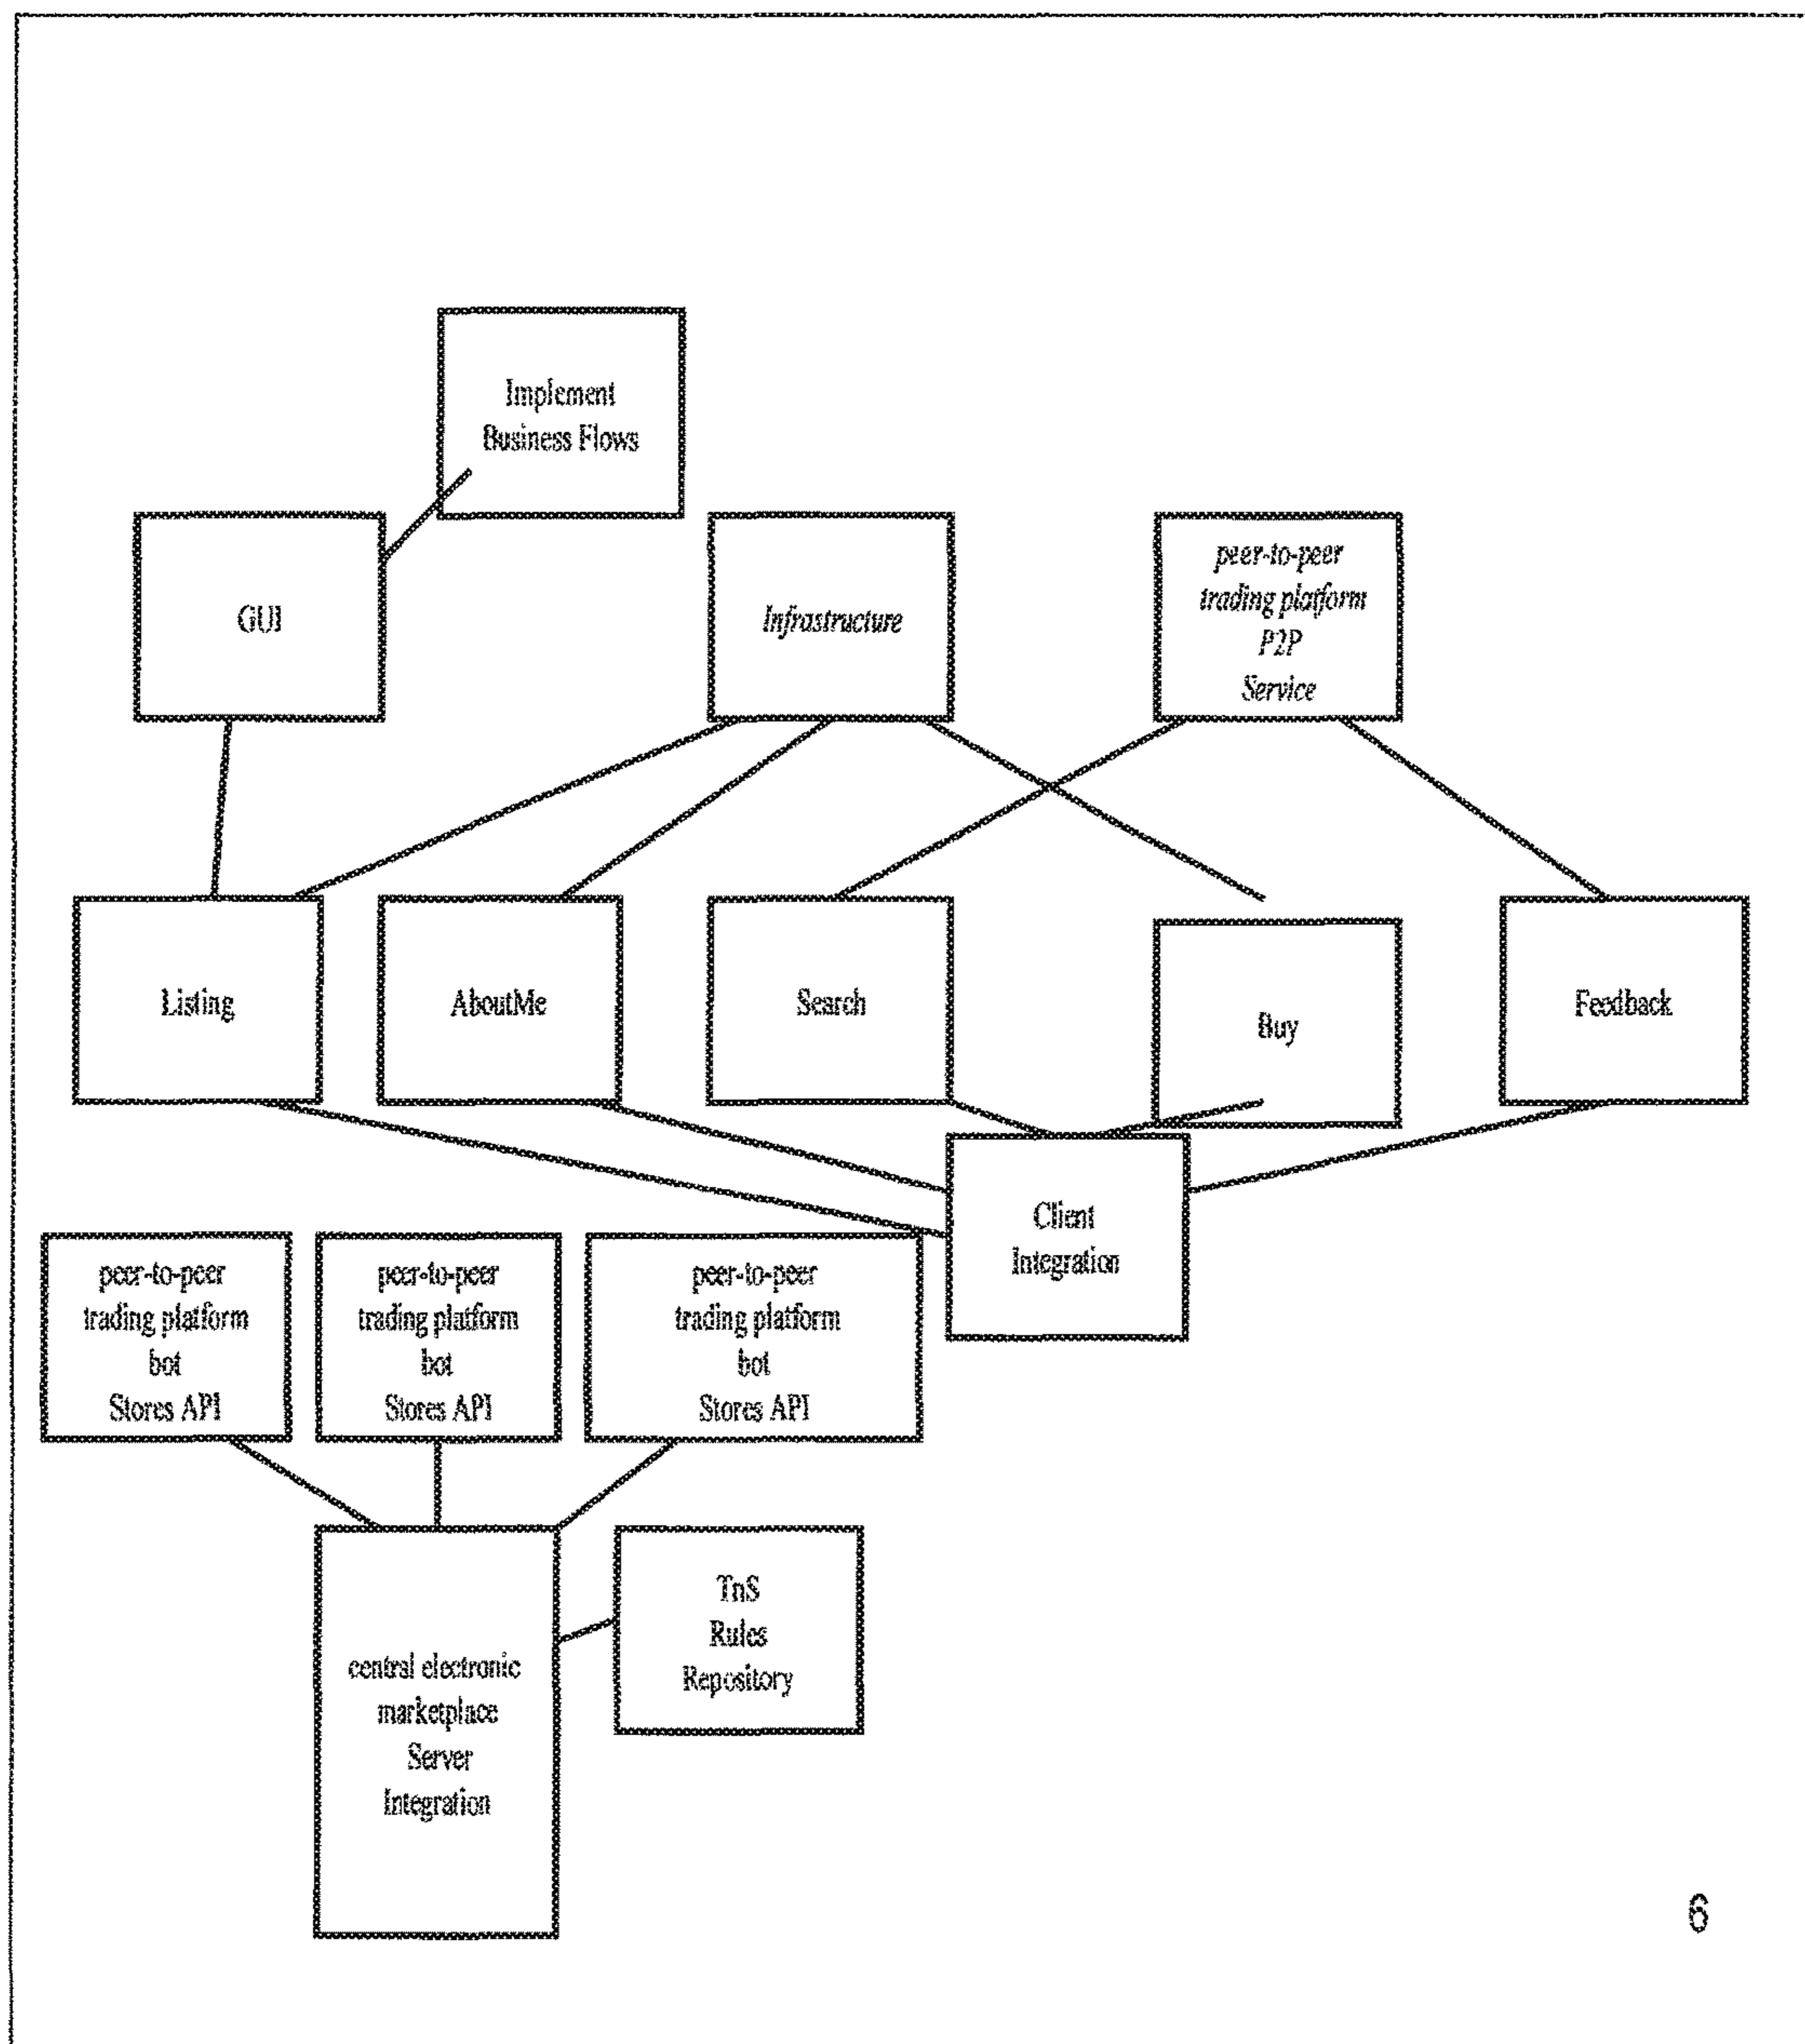 Implement
Business Flows
GUI
Infrastructure
peer-to-peer
trading platform
P2P
Service
Listing
AboutMe
Search
Buy
Feedback
Client
Integration
peer-to-peer
trading platform
bot
Stores API
peer-to-peer
trading platform
bot
Stores API
peer-to-peer
trading platform
bot
Stores API
TnS
Rules
Repository
central electronic
marketplace
Server
Integration
6